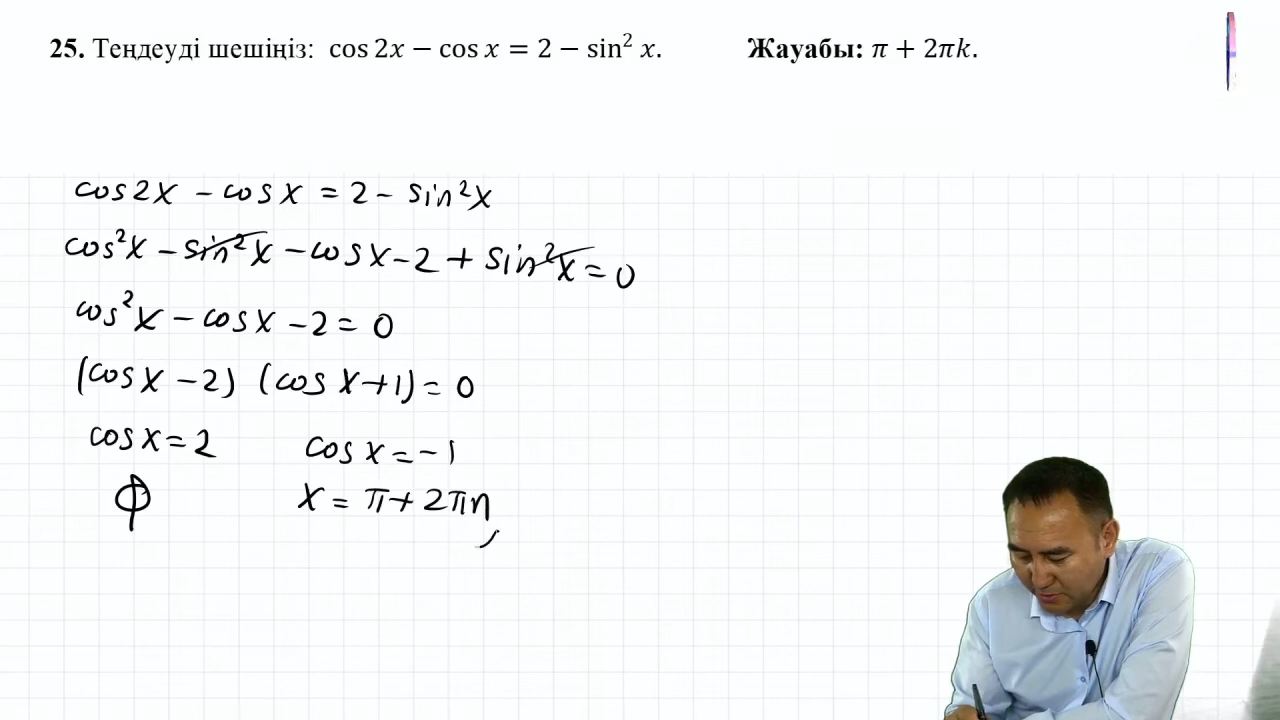 25. Теңдеуді шешіңіз: cos 2x − cos x = 2 − sin² x. Жауабы: π + 2πk.
cos2x − cosx = 2 − sin²x
cos²x − sin²x − cosx − 2 + sin²x = 0
cos²x − cosx − 2 = 0
(cosx − 2) (cosx + 1) = 0
cosx = 2 cosx = −1
Φ x = π + 2πn,